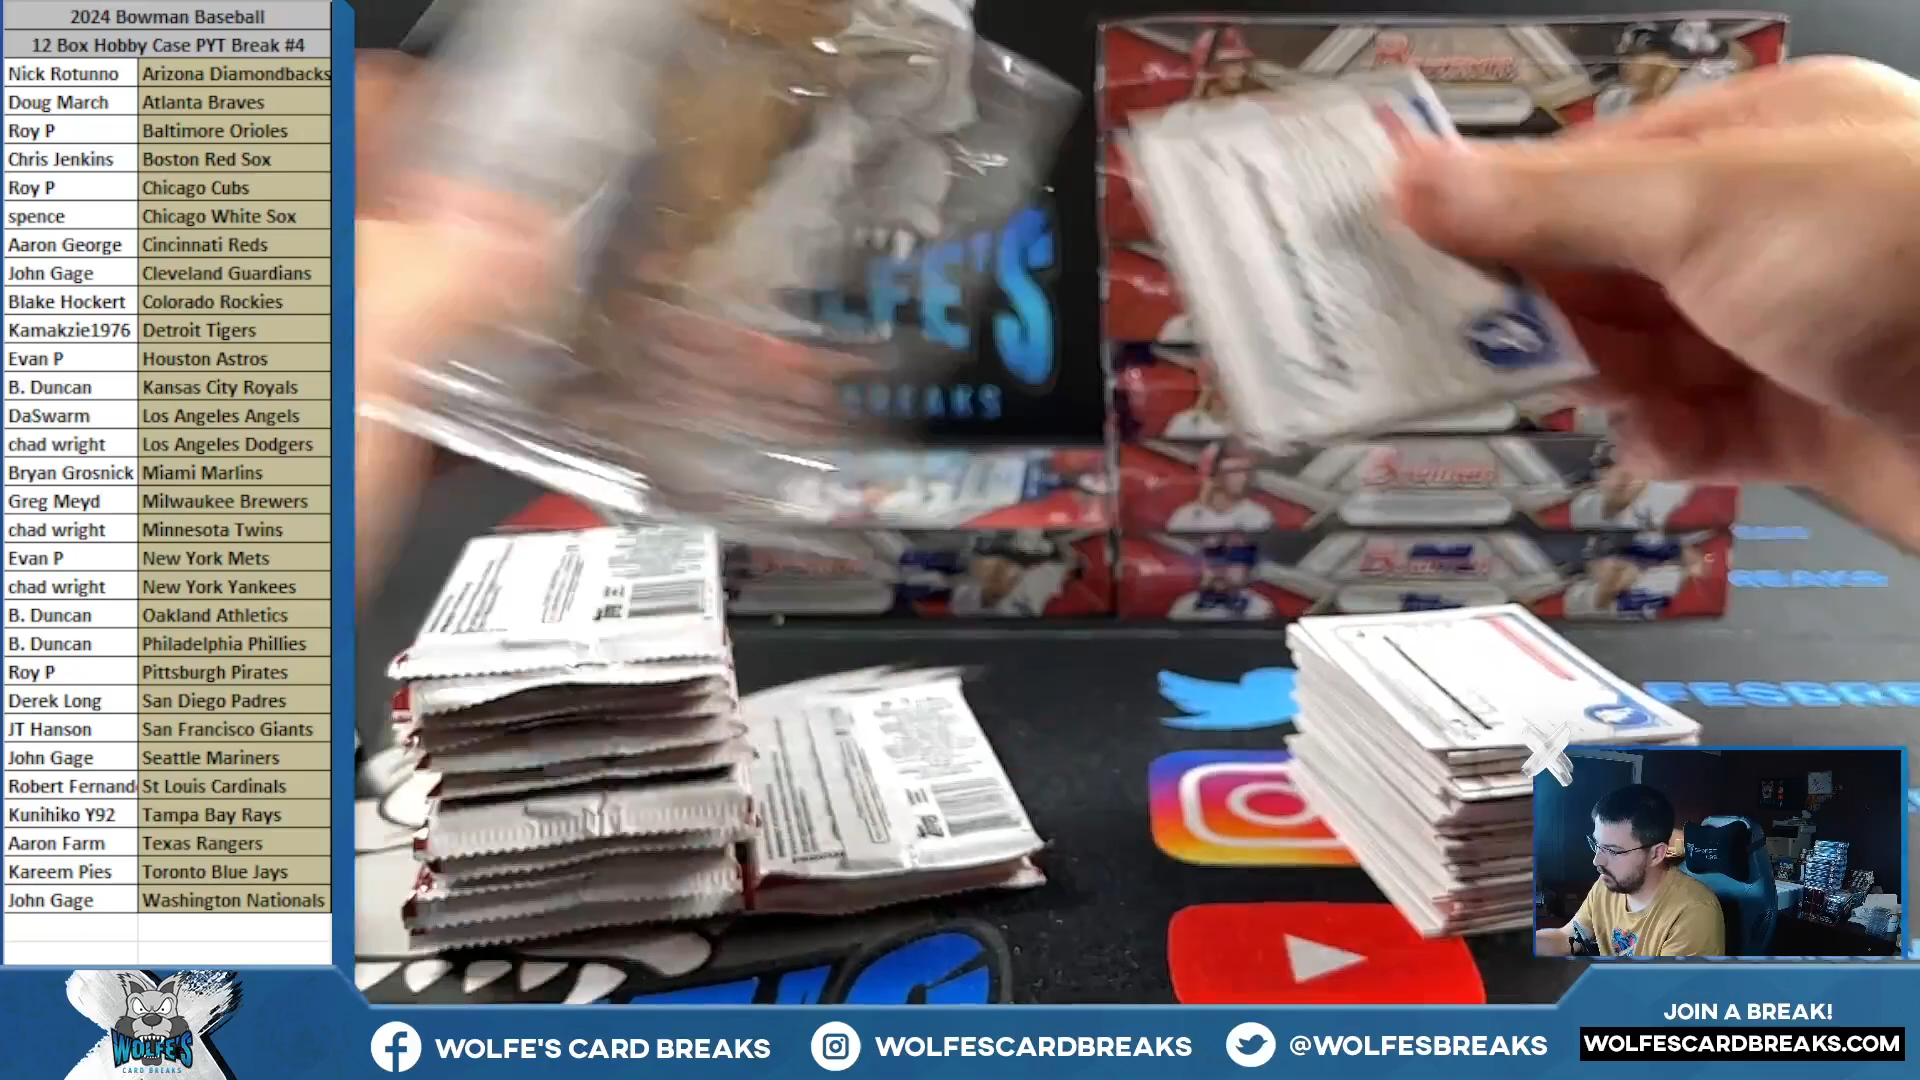 2024 Bowman Baseball
12 Box Hobby Case PYT Break #4
Nick Rotunno Arizona Diamondbacks
Doug March Atlanta Braves
Roy P Baltimore Orioles
Chris Jenkins Boston Red Sox
Roy P Chicago Cubs
spence Chicago White Sox
Aaron George Cincinnati Reds
John Gage Cleveland Guardians
Blake Hockert Colorado Rockies
Kamakzie1976 Detroit Tigers
Evan P Houston Astros
B. Duncan Kansas City Royals
DaSwarm Los Angeles Angels
chad wright Los Angeles Dodgers
Bryan Grosnick Miami Marlins
Greg Meyd Milwaukee Brewers
chad wright Minnesota Twins
Evan P New York Mets
chad wright New York Yankees
B. Duncan Oakland Athletics
B. Duncan Philadelphia Phillies
Roy P Pittsburgh Pirates
Derek Long San Diego Padres
JT Hanson San Francisco Giants
John Gage Seattle Mariners
Robert Fernand St Louis Cardinals
Kunihiko Y92 Tampa Bay Rays
Aaron Farm Texas Rangers
Kareem Pies Toronto Blue Jays
John Gage Washington Nationals
LFE'S
BREAKS
WOLFE'S
CARD BREAKS
WOLFE'S CARD BREAKS
WOLFESCARDBREAKS
@WOLFESBREAKS
JOIN A BREAK!
WOLFESCARDBREAKS.COM